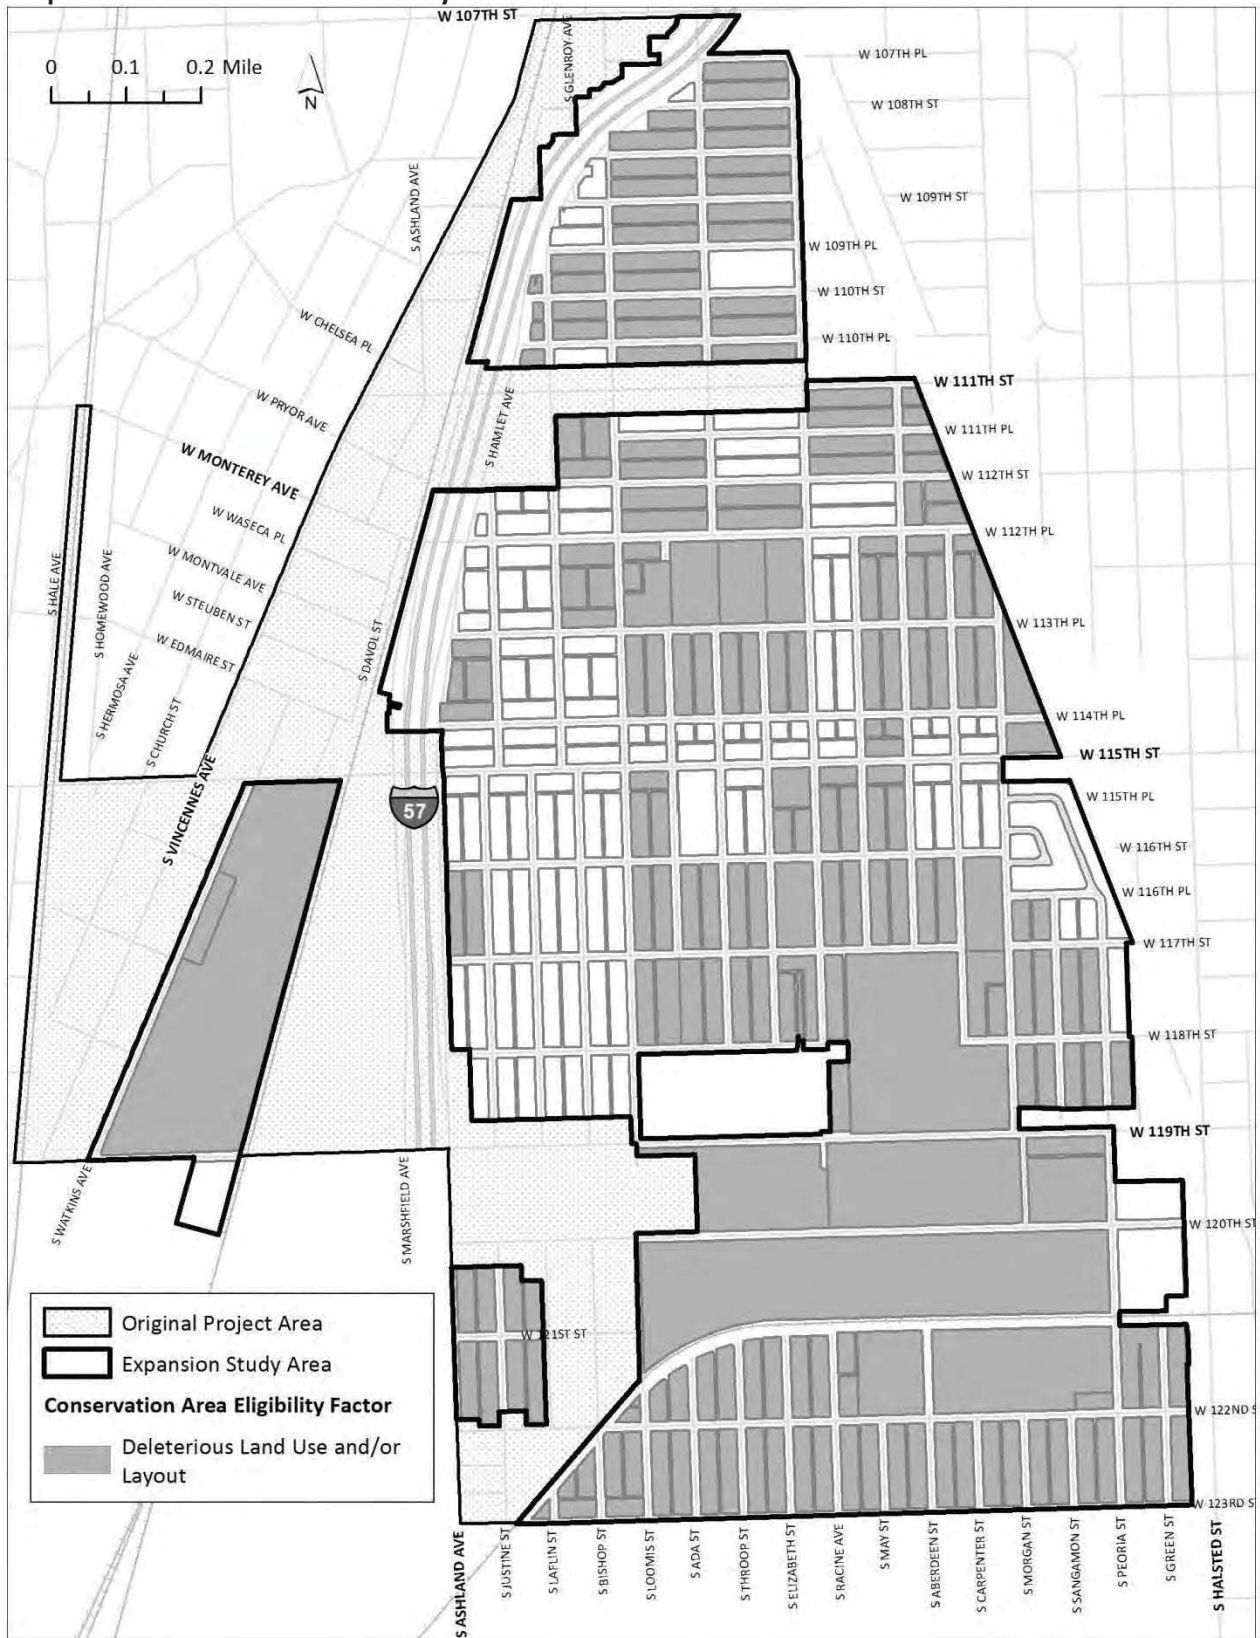 W 107TH ST
S GLENROY AVE
0 0.1 0.2 Mile
N
W 107TH PL
W 108TH ST
S ASHLAND AVE
W 109TH ST
W 109TH PL
W 110TH ST
W CHELSEA PL
W 110TH PL
W 111TH ST
W PRYOR AVE
S HAMLET AVE
W 111TH PL
W MONTEREY AVE
W 112TH ST
W WASECA PL
W 112TH PL
W MONTVALE AVE
S HALE AVE
S HOMEWOOD AVE
W STEUBEN ST
W 113TH PL
W EDMAIRE ST
S DAVOL ST
S HERMOSA AVE
S CHURCH ST
W 114TH PL
W 115TH ST
S VINCENNES AVE
57
W 115TH PL
W 116TH ST
W 116TH PL
W 117TH ST
W 118TH ST
W 119TH ST
S WATKINS AVE
S MARSHFIELD AVE
W 120TH ST
Original Project Area
W 121ST ST
Expansion Study Area
Conservation Area Eligibility Factor
W 122ND S
Deleterious Land Use and/or
Layout
W 123RD S
S ASHLAND AVE
S JUSTINE ST
S LAFLIN ST
S BISHOP ST
S LOOMIS ST
S ADA ST
S THROOP ST
S ELIZABETH ST
S RACINE AVE
S MAY ST
S ABERDEEN ST
S CARPENTER ST
S MORGAN ST
S SANGAMON ST
S PEORIA ST
S GREEN ST
S HALSTED ST